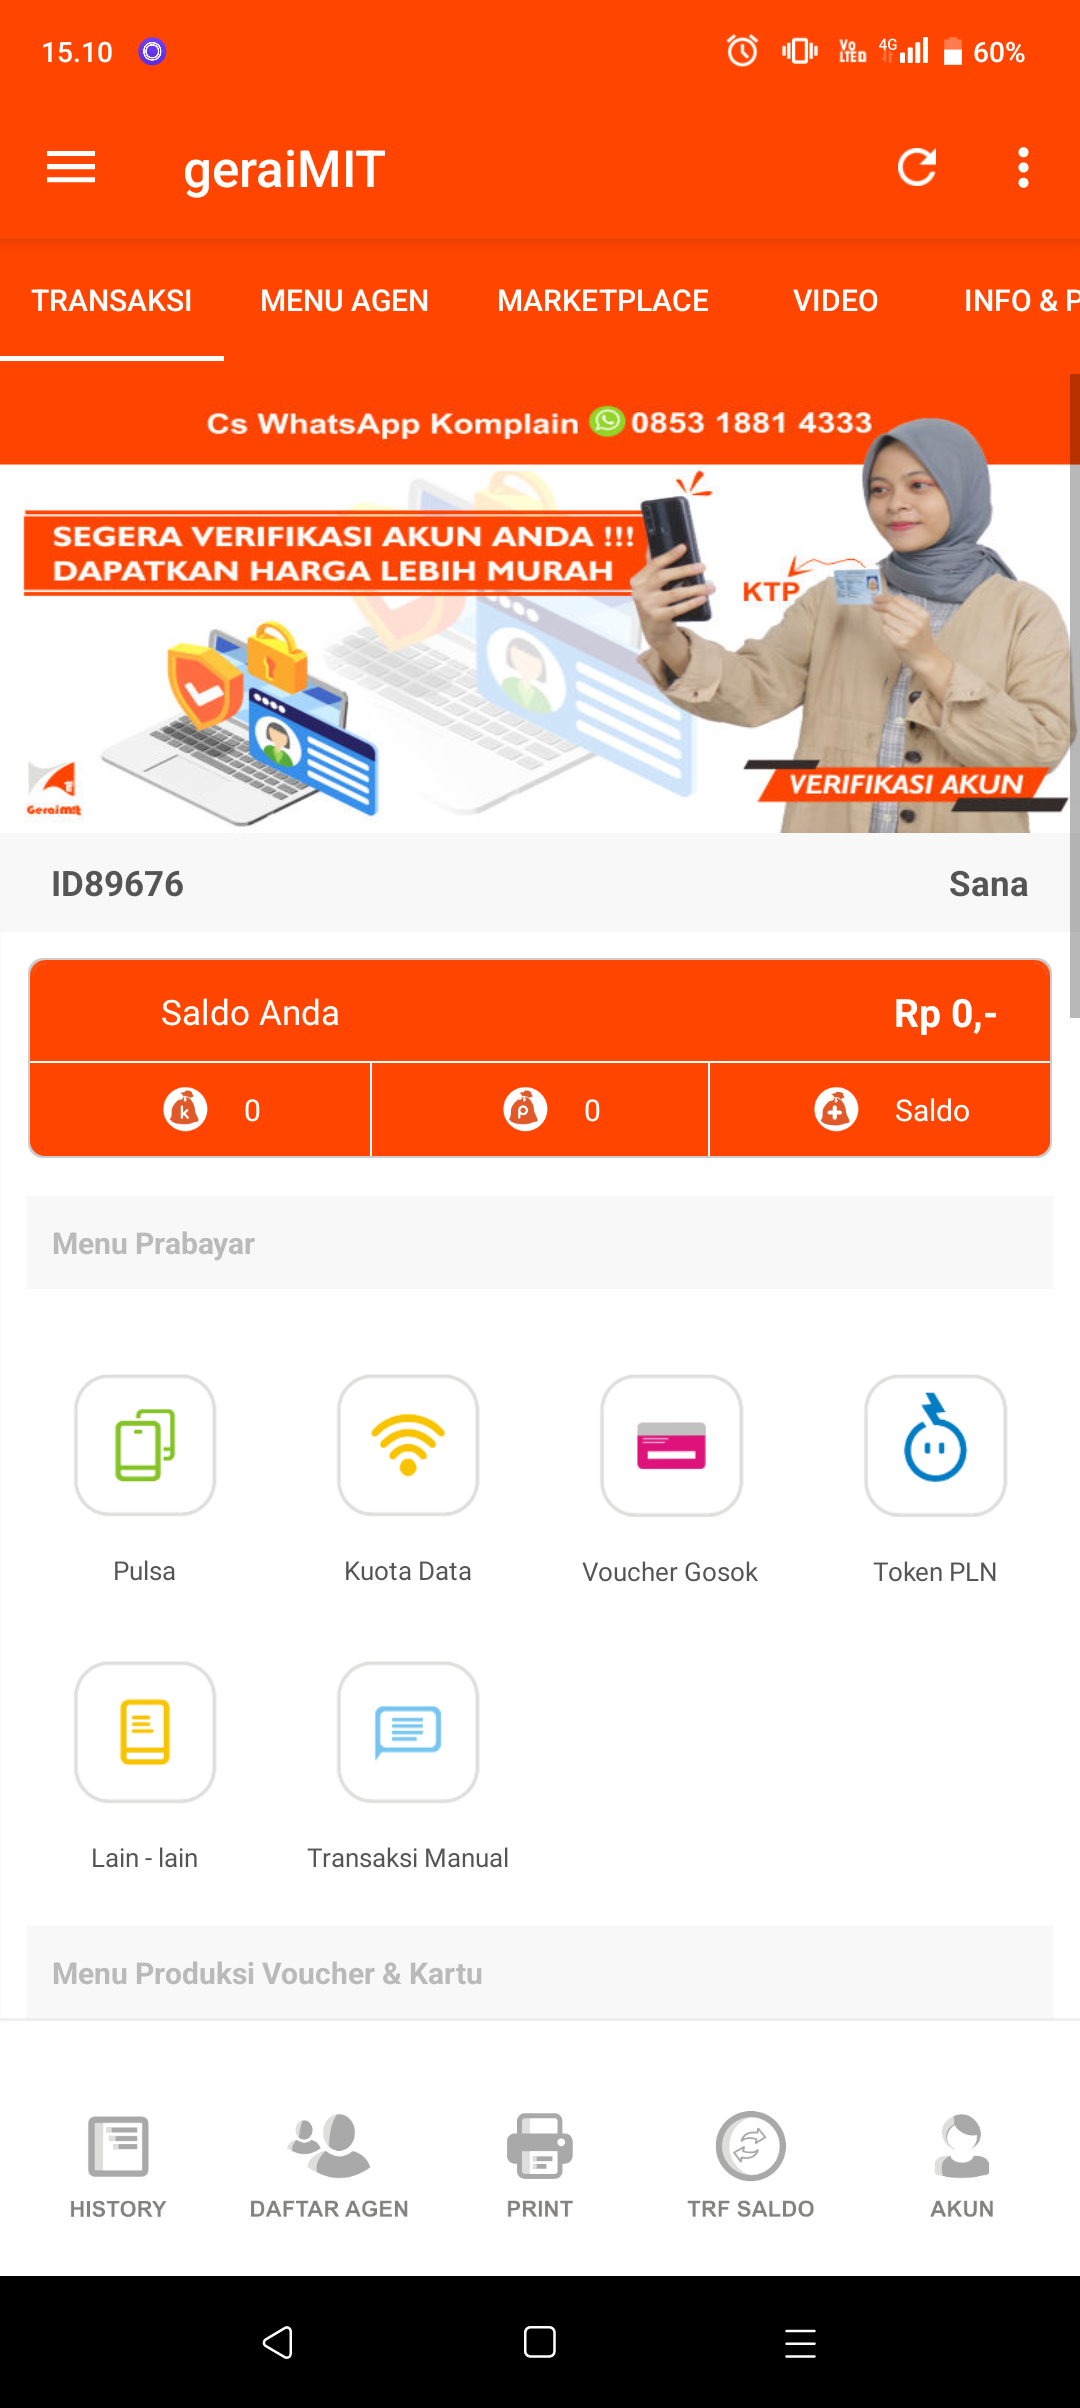 15.10
4G
60%
geraiMIT
TRANSAKSI MENU AGEN MARKETPLACE VIDEO INFO & P
Cs WhatsApp Komplain 0853 1881 4333
SEGERA VERIFIKASI AKUN ANDA !!!
DAPATKAN HARGA LEBIH MURAH
KTP
VERIFIKASI AKUN
Geraimit
ID89676 Sana
Saldo Anda Rp 0,-
k 0 P 0 Saldo
Menu Prabayar
Pulsa Kuota Data Voucher Gosok Token PLN
Lain - lain Transaksi Manual
Menu Produksi Voucher & Kartu
HISTORY DAFTAR AGEN PRINT TRF SALDO AKUN